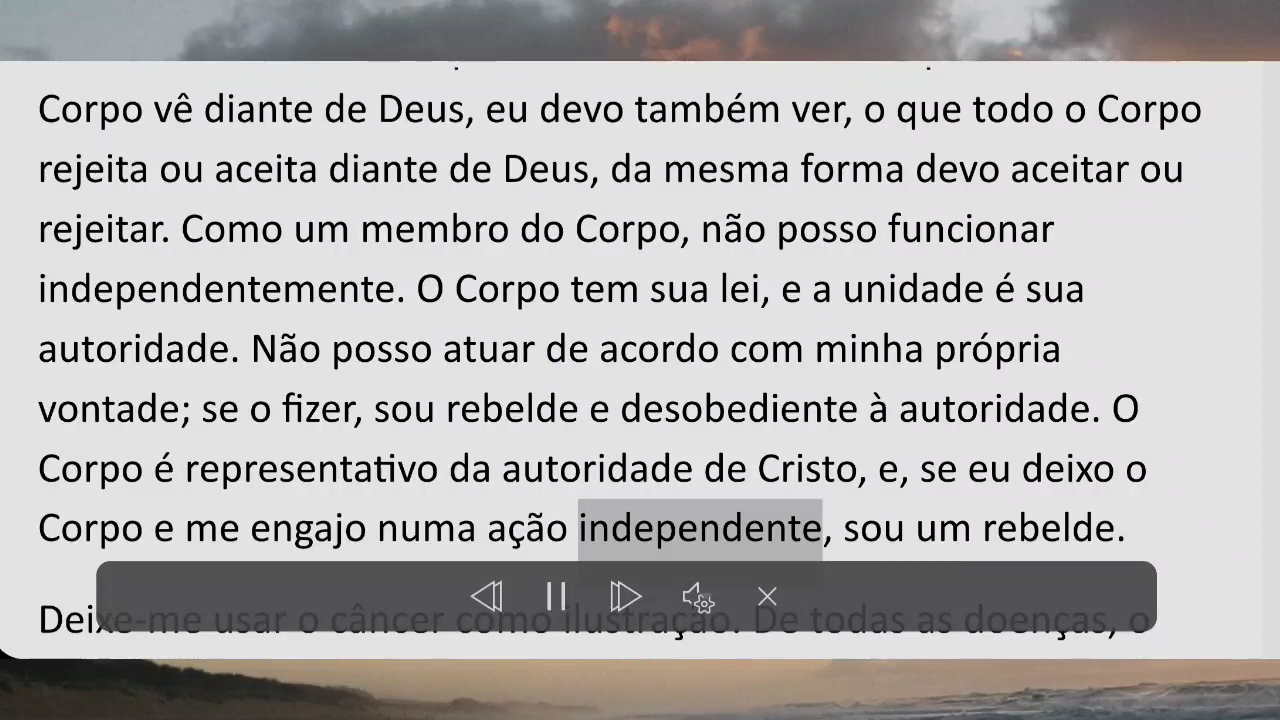 Corpo vê diante de Deus, eu devo também ver, o que todo o Corpo
rejeita ou aceita diante de Deus, da mesma forma devo aceitar ou
rejeitar. Como um membro do Corpo, não posso funcionar
independentemente. O Corpo tem sua lei, e a unidade é sua
autoridade. Não posso atuar de acordo com minha própria
vontade; se o fizer, sou rebelde e desobediente à autoridade. O
Corpo é representativo da autoridade de Cristo, e, se eu deixo o
Corpo e me engajo numa ação independente, sou um rebelde.
Deixe-me usar o câncer como ilustração. De todas as doenças, o